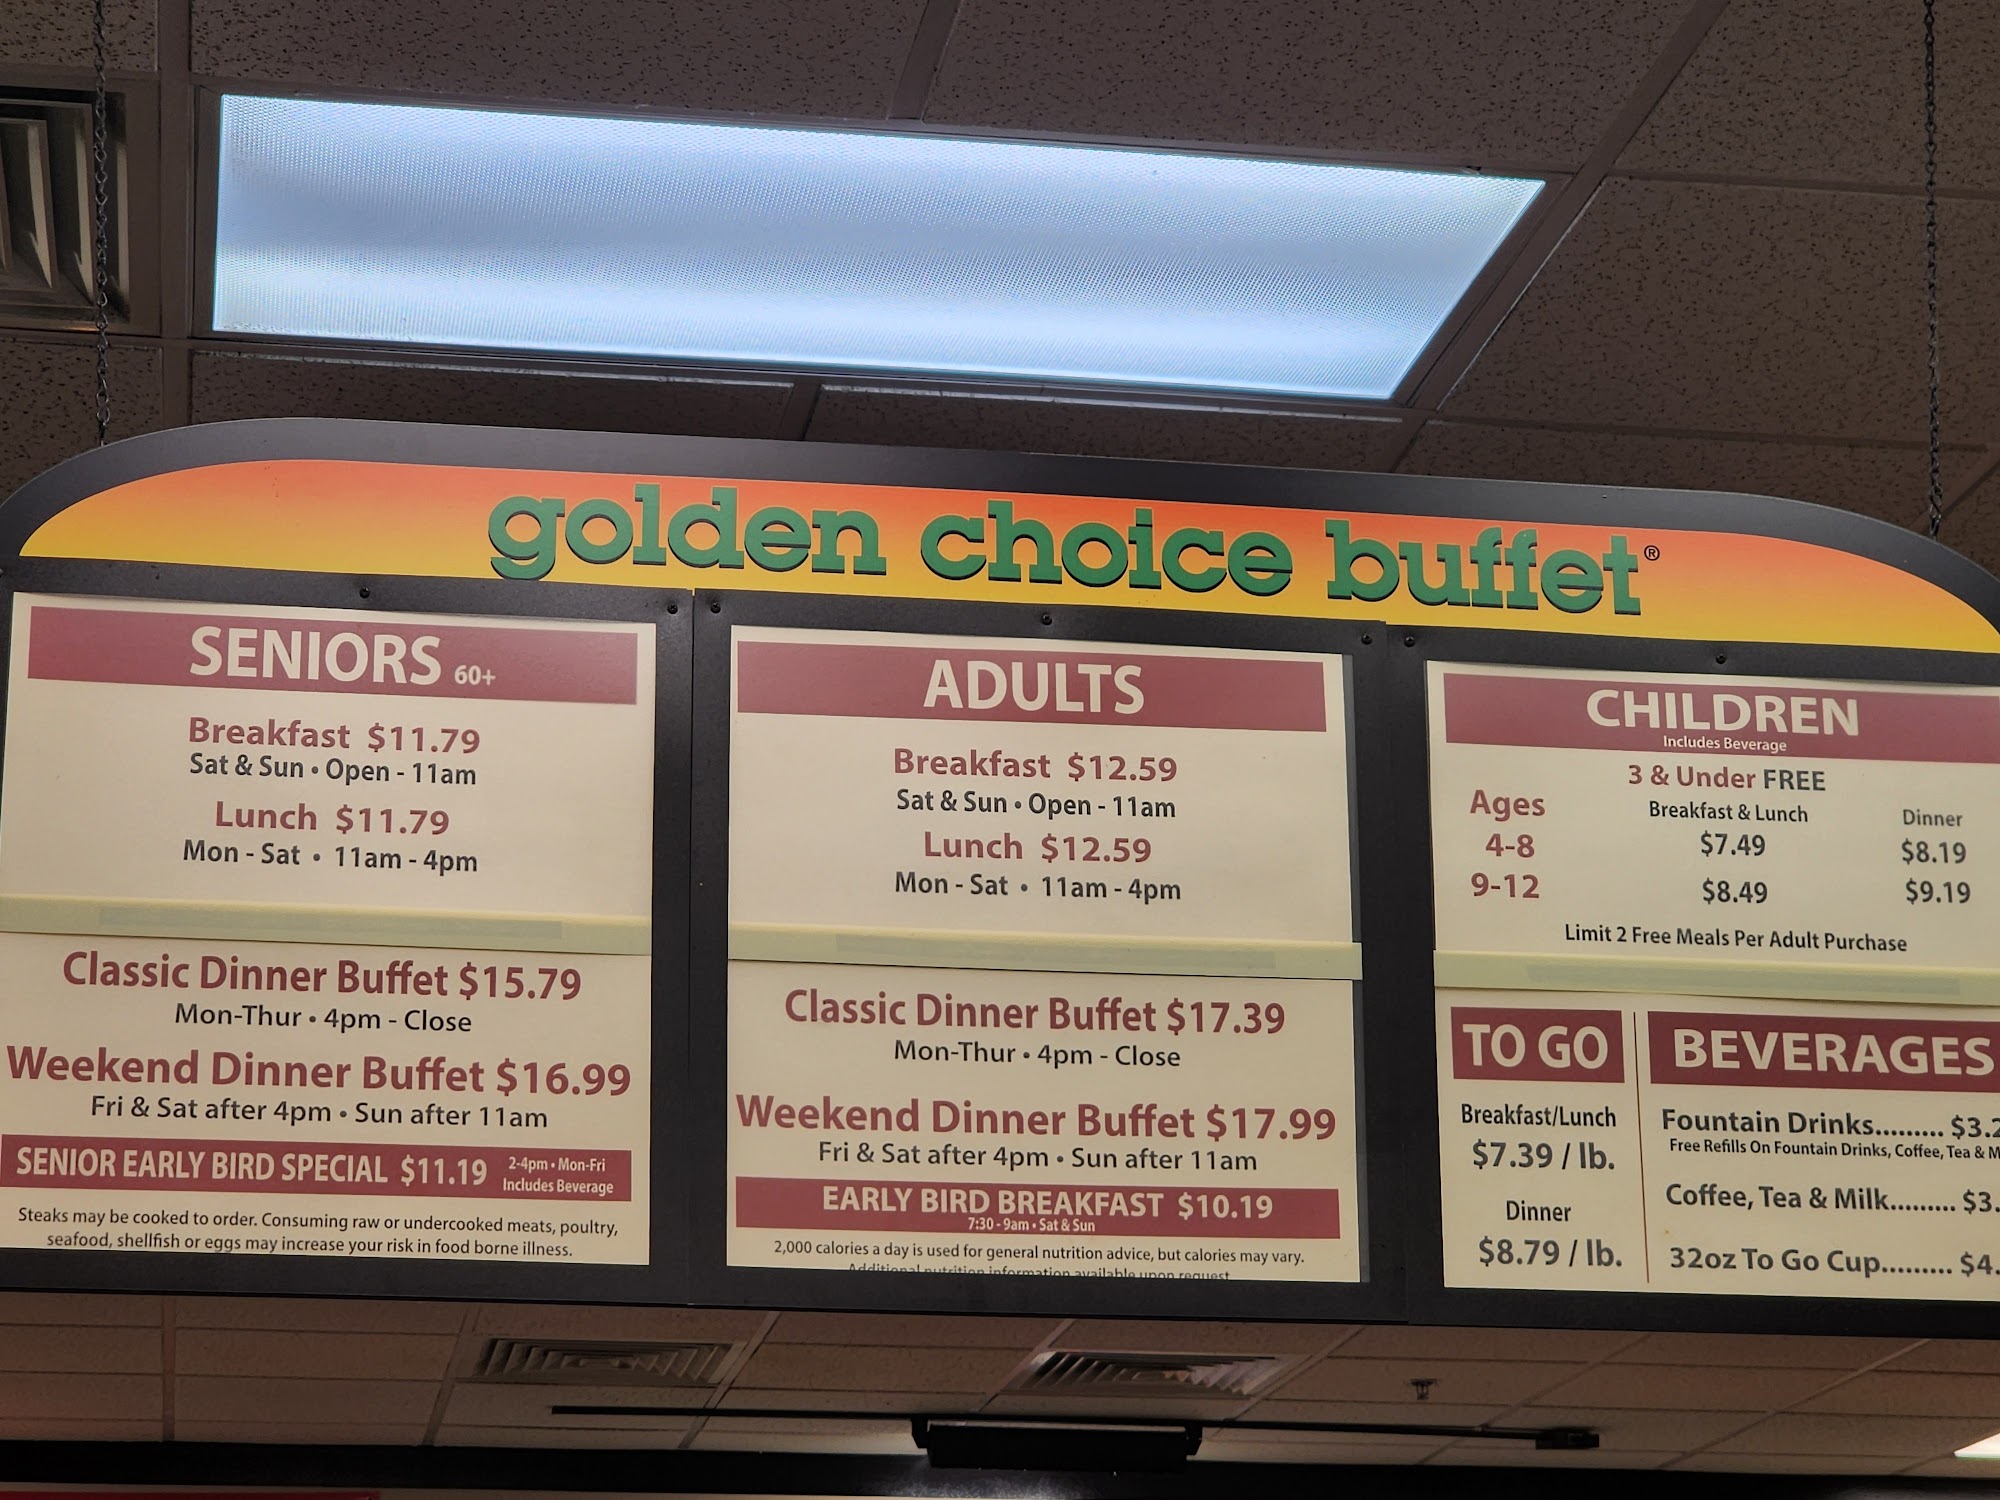 golden choice buffet®
SENIORS 60+
Breakfast $11.79
Sat & Sun • Open - 11am
Lunch $11.79
Mon - Sat • 11am - 4pm
Classic Dinner Buffet $15.79
Mon-Thur • 4pm - Close
Weekend Dinner Buffet $16.99
Fri & Sat after 4pm • Sun after 11am
SENIOR EARLY BIRD SPECIAL $11.19
2-4pm • Mon-Fri
Includes Beverage
Steaks may be cooked to order. Consuming raw or undercooked meats, poultry,
seafood, shellfish or eggs may increase your risk in food borne illness.
ADULTS
Breakfast $12.59
Sat & Sun • Open - 11am
Lunch $12.59
Mon - Sat • 11am - 4pm
Classic Dinner Buffet $17.39
Mon-Thur • 4pm - Close
Weekend Dinner Buffet $17.99
Fri & Sat after 4pm • Sun after 11am
EARLY BIRD BREAKFAST $10.19
7:30 - 9am • Sat & Sun
2,000 calories a day is used for general nutrition advice, but calories may vary.
Additional nutrition information available upon request
CHILDREN
Includes Beverage
3 & Under FREE
Ages Breakfast & Lunch Dinner
4-8 $7.49 $8.19
9-12 $8.49 $9.19
Limit 2 Free Meals Per Adult Purchase
TO GO
Breakfast/Lunch
$7.39 / lb.
Dinner
$8.79 / lb.
BEVERAGES
Fountain Drinks......... $3.2
Free Refills On Fountain Drinks, Coffee, Tea & M
Coffee, Tea & Milk.......... $3.
32oz To Go Cup.......... $4.